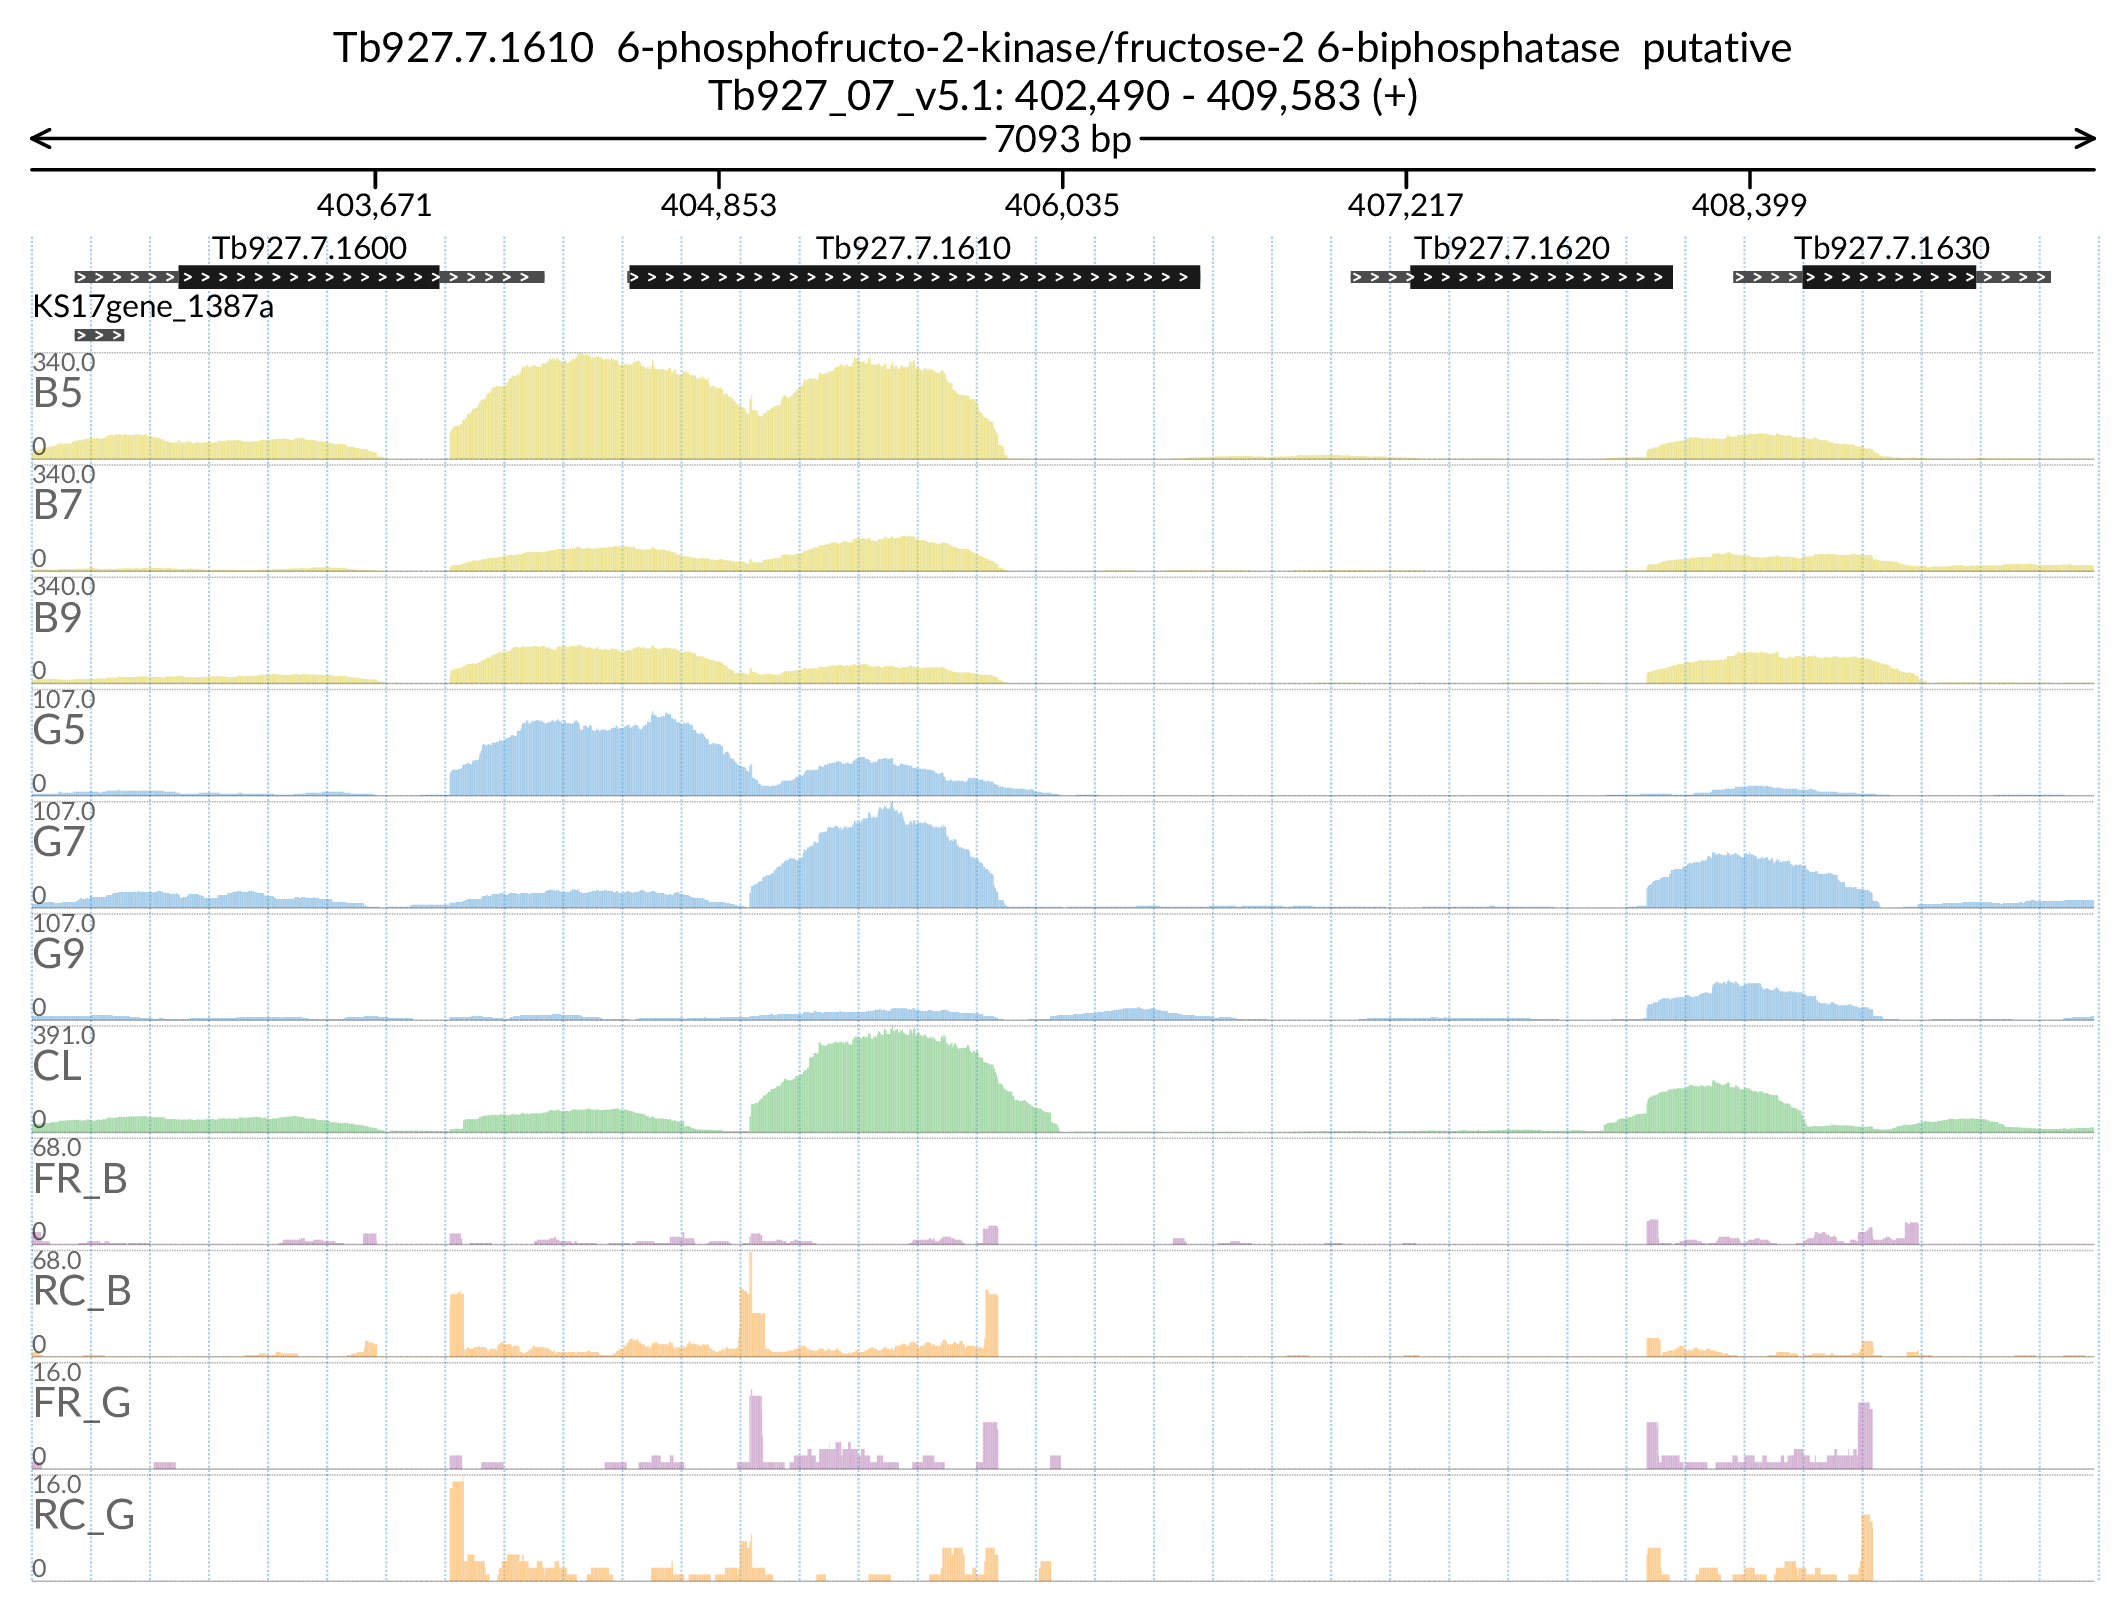 Tb927.7.1610  6-phosphofructo-2-kinase/fructose-2 6-biphosphatase  putative
Tb927_07_v5.1: 402,490 - 409,583 (+)
7093 bp
403,671 404,853 406,035 407,217 408,399
Tb927.7.1600 Tb927.7.1610 Tb927.7.1620 Tb927.7.1630
KS17gene_1387a
340.0
B5
0
340.0
B7
0
340.0
B9
0
107.0
G5
0
107.0
G7
0
107.0
G9
0
391.0
CL
0
68.0
FR_B
0
68.0
RC_B
0
16.0
FR_G
0
16.0
RC_G
0